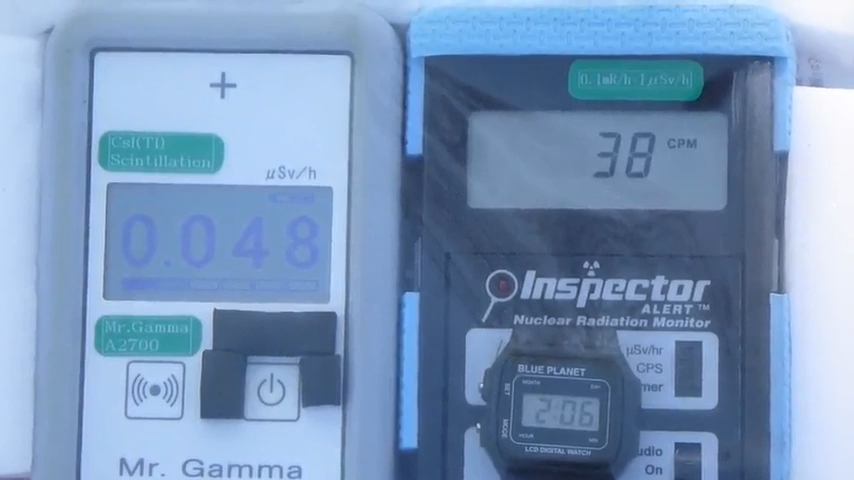 +
CsI(Tl)
Scintillation
μSv/h
0.048
Mr.Gamma
A2700
Mr. Gamma
0.1mR/h=1μSv/h
38 CPM
Inspector
ALERT™
Nuclear Radiation Monitor
μSv/hr
CPS
mer
BLUE PLANET
MONTH
DAY
SET
2:06
MODE
HOUR
MIN
LCD DIGITAL WATCH
udio
On